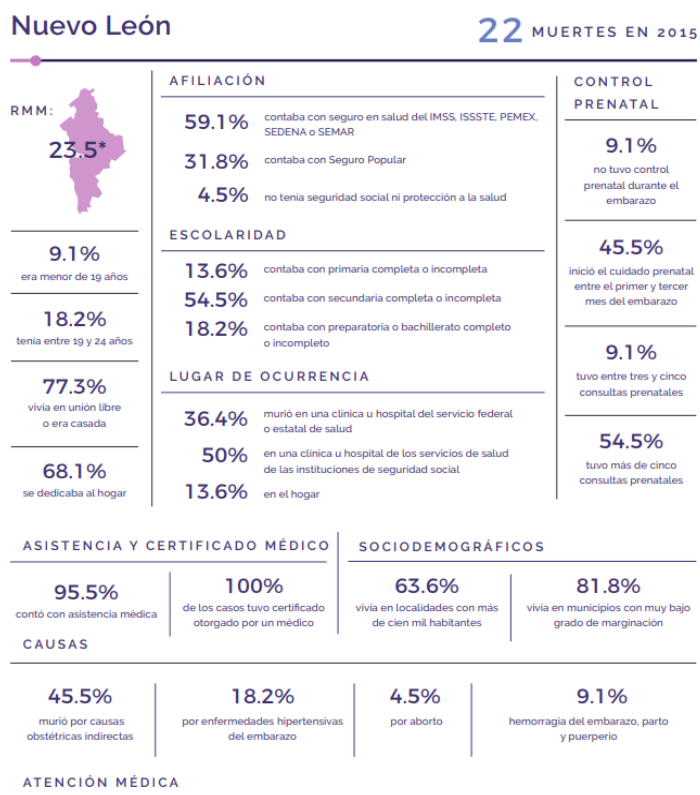 Nuevo León
22 MUERTES EN 2015
RMM:
23.5*
9.1%
era menor de 19 años
18.2%
tenía entre 19 y 24 años
77.3%
vivía en unión libre
o era casada
68.1%
se dedicaba al hogar
AFILIACIÓN
59.1% contaba con seguro en salud del IMSS, ISSSTE, PEMEX,
SEDENA o SEMAR
31.8% contaba con Seguro Popular
4.5% no tenía seguridad social ni protección a la salud
ESCOLARIDAD
13.6% contaba con primaria completa o incompleta
54.5% contaba con secundaria completa o incompleta
18.2% contaba con preparatoria o bachillerato completo
o incompleto
LUGAR DE OCURRENCIA
36.4% murió en una clínica u hospital del servicio federal
o estatal de salud
50% en una clínica u hospital de los servicios de salud
de las instituciones de seguridad social
13.6% en el hogar
CONTROL
PRENATAL
9.1%
no tuvo control
prenatal durante el
embarazo
45.5%
inició el cuidado prenatal
entre el primer y tercer
mes del embarazo
9.1%
tuvo entre tres y cinco
consultas prenatales
54.5%
tuvo más de cinco
consultas prenatales
ASISTENCIA Y CERTIFICADO MÉDICO
95.5%
contó con asistencia médica
100%
de los casos tuvo certificado
otorgado por un médico
SOCIODEMOGRÁFICOS
63.6%
vivía en localidades con más
de cien mil habitantes
81.8%
vivía en municipios con muy bajo
grado de marginación
CAUSAS
45.5%
murió por causas
obstétricas indirectas
18.2%
por enfermedades hipertensivas
del embarazo
4.5%
por aborto
9.1%
hemorragia del embarazo, parto
y puerperio
ATENCIÓN MÉDICA